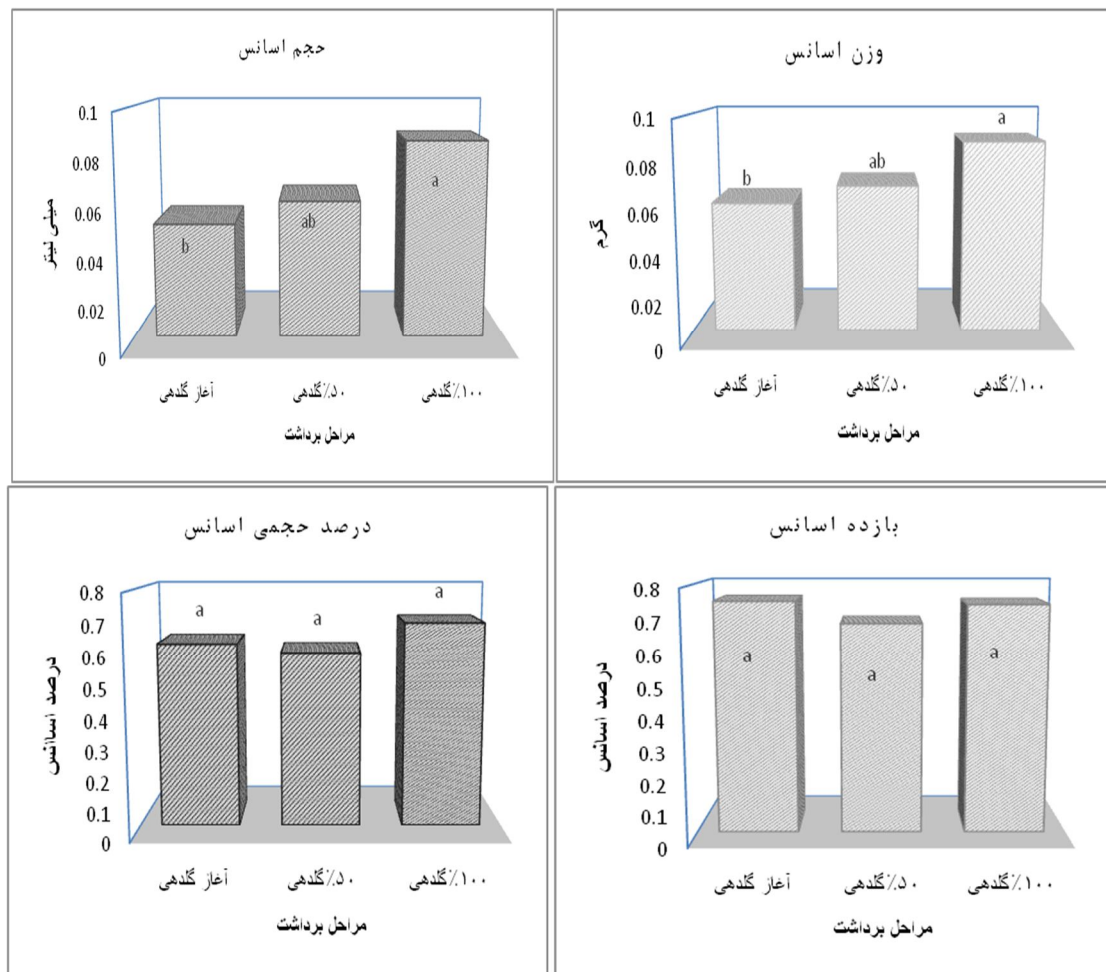 حجم اسانس
0.1
0.08
0.06
0.04
0.02
0
میلی لیتر
b
ab
a
آغاز گلدهی
۵۰٪گلدهی
۱۰۰٪گلدهی
مراحل برداشت
وزن اسانس
0.1
0.08
0.06
0.04
0.02
0
گرم
b
ab
a
آغاز گلدهی
۵۰٪گلدهی
۱۰۰٪گلدهی
مراحل برداشت
درصد حجمی اسانس
0.8
0.7
0.6
0.5
0.4
0.3
0.2
0.1
0
درصد اسانس
a
a
a
آغاز گلدهی
۵۰٪گلدهی
۱۰۰٪گلدهی
مراحل برداشت
بازده اسانس
0.8
0.7
0.6
0.5
0.4
0.3
0.2
0.1
0
درصد اسانس
a
a
a
آغاز گلدهی
۵۰٪گلدهی
۱۰۰٪گلدهی
مراحل برداشت